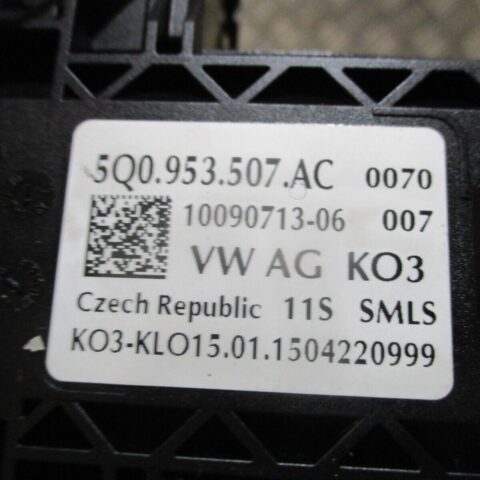 5Q0.953.507.AC 0070
10090713-06 007
VW AG KO3
Czech Republic 11S SMLS
KO3-KLO15.01.1504220999